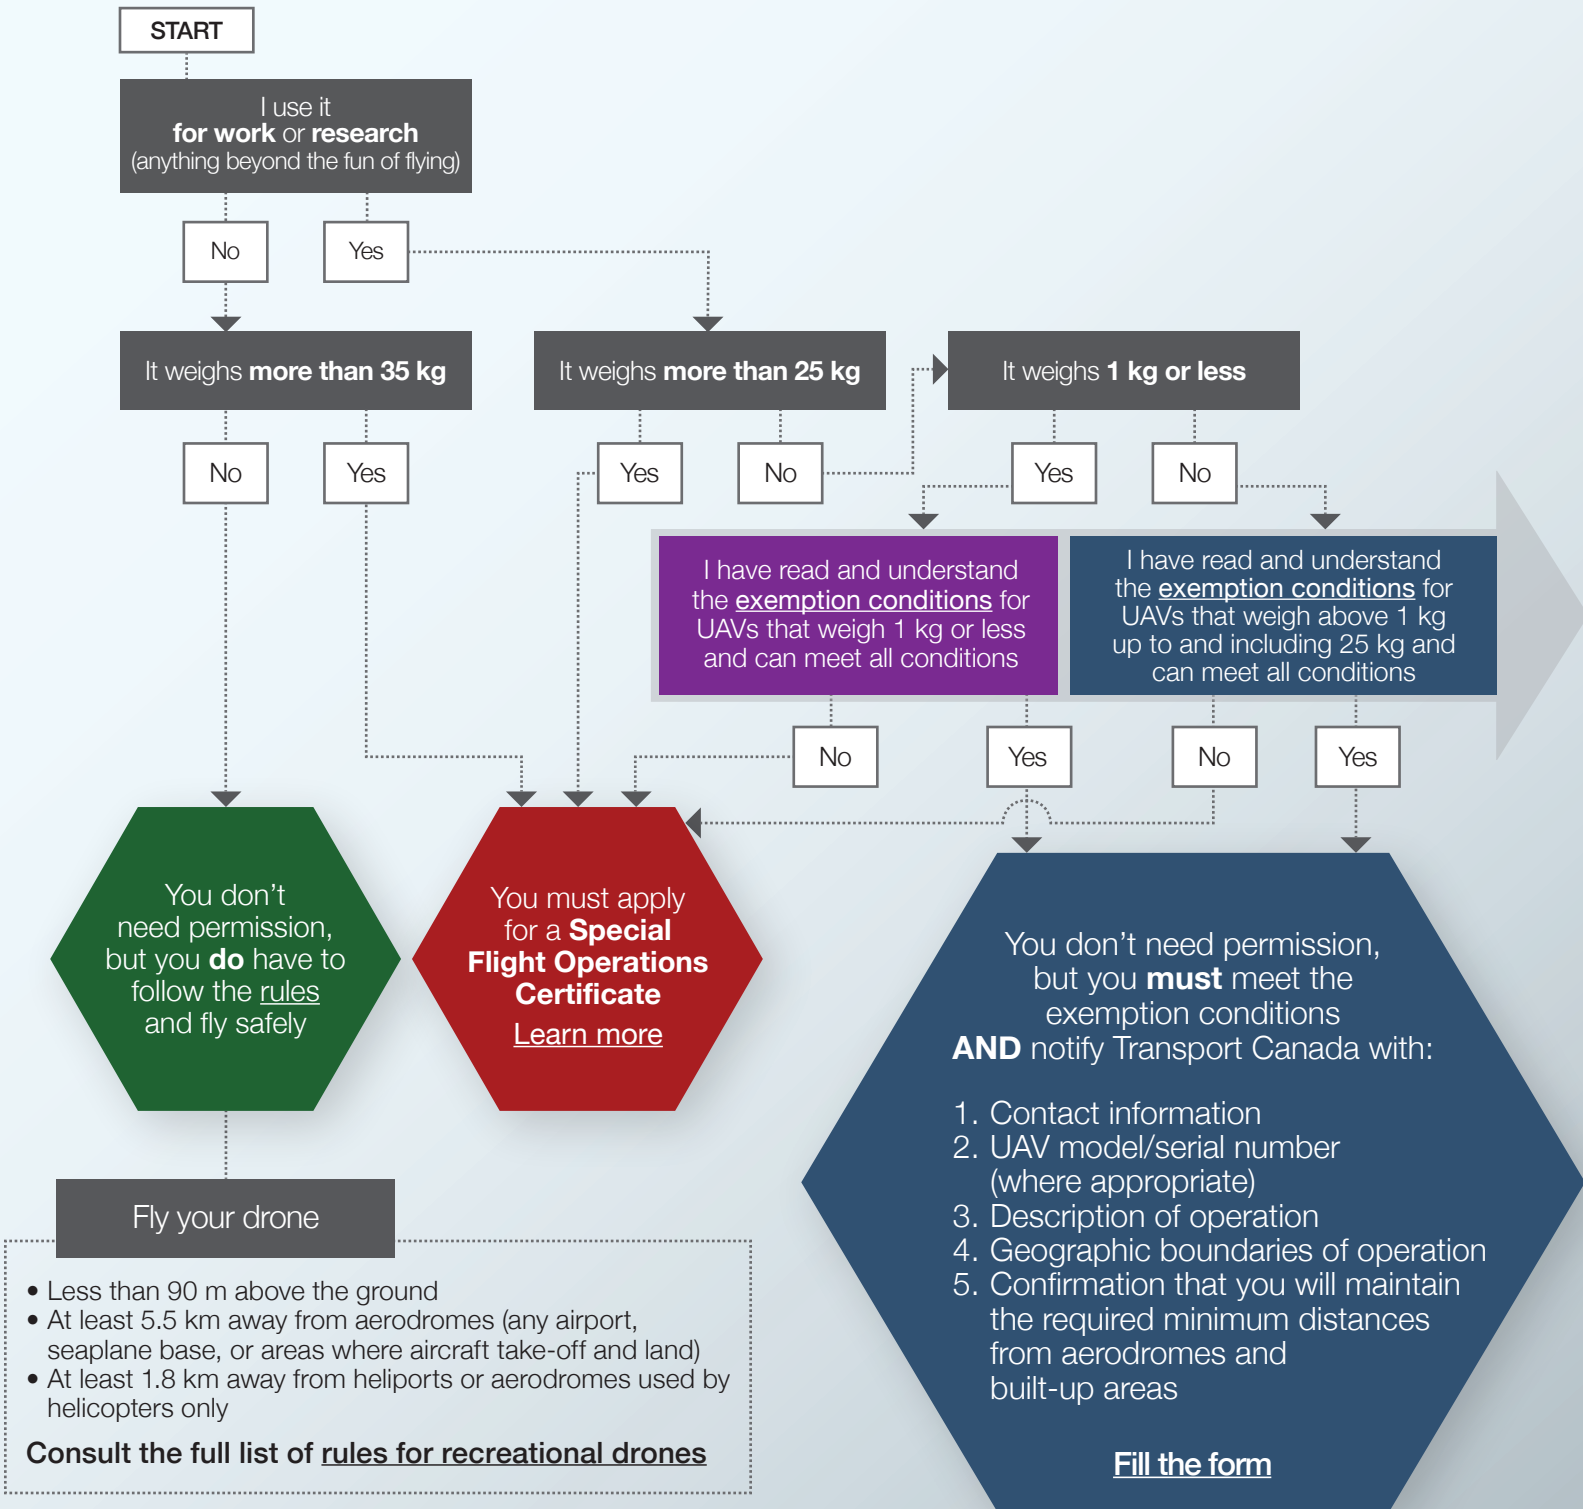 START
I use it
for work or research
(anything beyond the fun of flying)
No
Yes
It weighs more than 35 kg
It weighs more than 25 kg
It weighs 1 kg or less
No
Yes
Yes
No
Yes
No
I have read and understand
the exemption conditions for
UAVs that weigh 1 kg or less
and can meet all conditions
I have read and understand
the exemption conditions for
UAVs that weigh above 1 kg
up to and including 25 kg and
can meet all conditions
No
Yes
No
Yes
You don’t
need permission,
but you do have to
follow the rules
and fly safely
You must apply
for a Special
Flight Operations
Certificate
Learn more
You don’t need permission,
but you must meet the
exemption conditions
AND notify Transport Canada with:
1. Contact information
2. UAV model/serial number
(where appropriate)
3. Description of operation
4. Geographic boundaries of operation
5. Confirmation that you will maintain
the required minimum distances
from aerodromes and
built-up areas
Fill the form
Fly your drone
• Less than 90 m above the ground
• At least 5.5 km away from aerodromes (any airport,
seaplane base, or areas where aircraft take-off and land)
• At least 1.8 km away from heliports or aerodromes used by
helicopters only
Consult the full list of rules for recreational drones